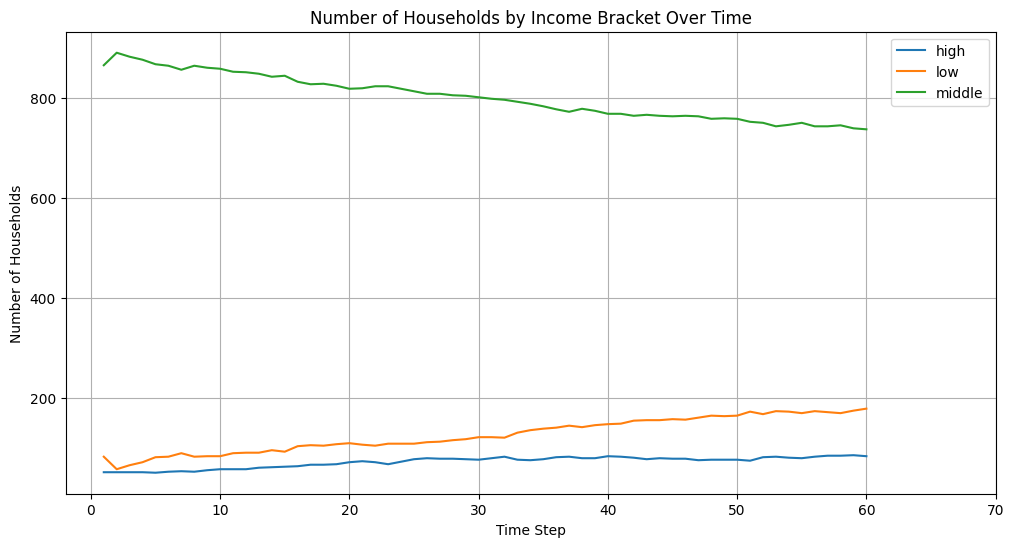 Number of Households by Income Bracket Over Time
high
low
middle
Number of Households
800
600
400
200
0
10
20
30
40
50
60
70
Time Step